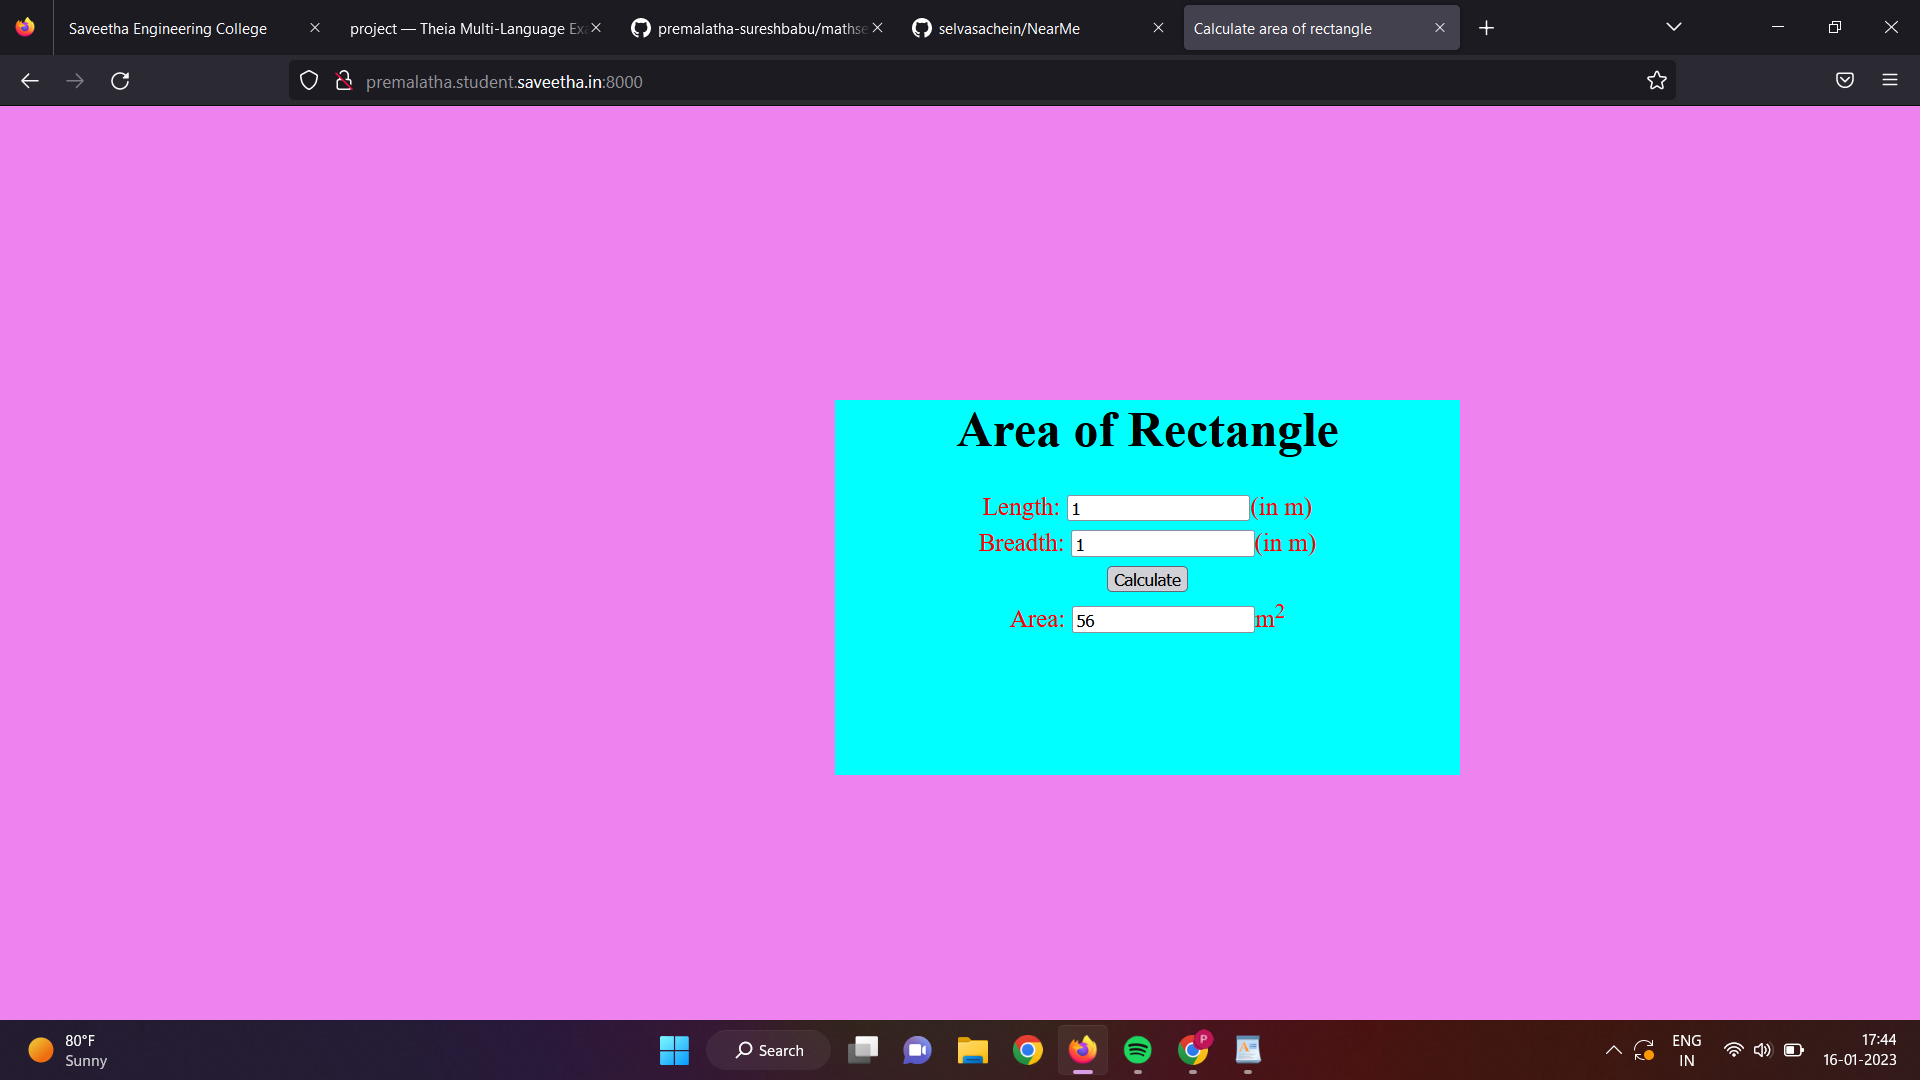 Saveetha Engineering College
project — Theia Multi-Language Exa
premalatha-sureshbabu/mathse
selvasachein/NearMe
Calculate area of rectangle
premalatha.student.saveetha.in:8000
Area of Rectangle
Length: 1 (in m)
Breadth: 1 (in m)
Calculate
Area: 56 m²
80°F
Sunny
Search
P
ENG
IN
17:44
16-01-2023